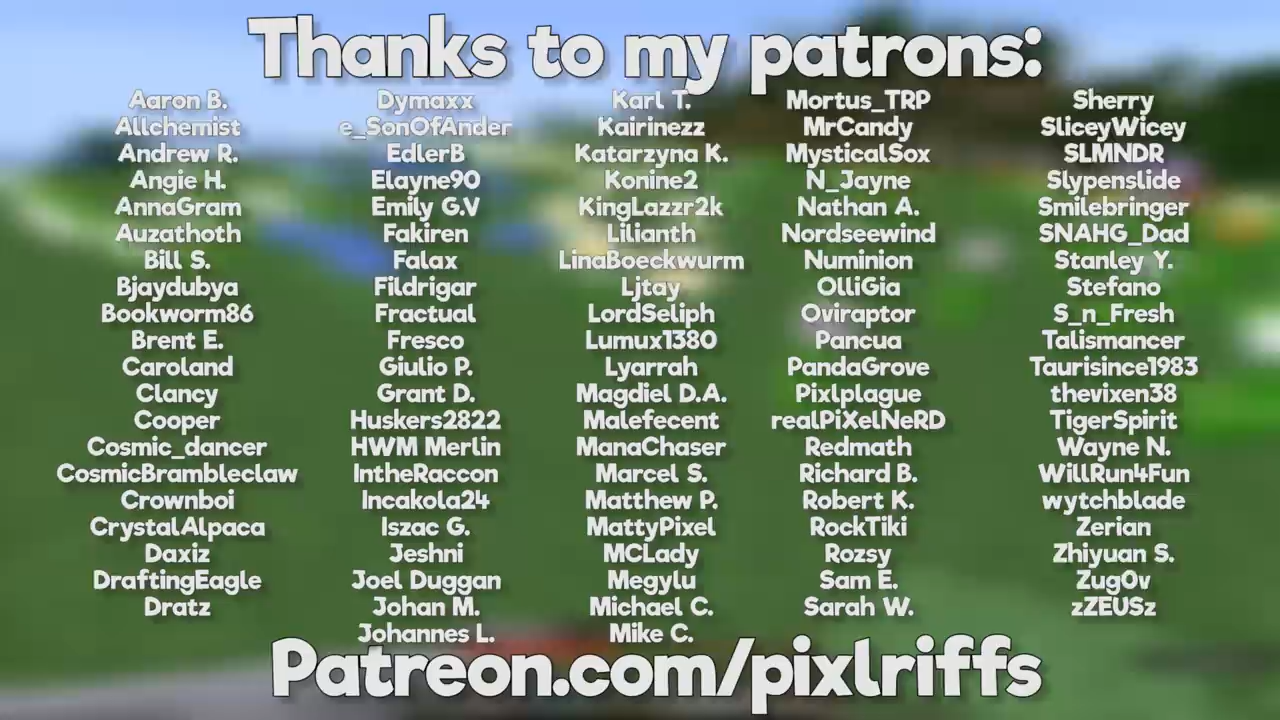 Thanks to my patrons:
Aaron B.
Allchemist
Andrew R.
Angie H.
AnnaGram
Auzathoth
Bill S.
Bjaydubya
Bookworm86
Brent E.
Caroland
Clancy
Cooper
Cosmic_dancer
CosmicBrambleclaw
Crownboi
CrystalAlpaca
Daxiz
DraftingEagle
Dratz
Dymaxx
e_SonOfAnder
EdlerB
Elayne90
Emily G.V
Fakiren
Falax
Fildrigar
Fractual
Fresco
Giulio P.
Grant D.
Huskers2822
HWM Merlin
IntheRaccon
Incakola24
Iszac G.
Jeshni
Joel Duggan
Johan M.
Johannes L.
Karl T.
Kairinezz
Katarzyna K.
Konine2
KingLazzr2k
Lilianth
LinaBoeckwurm
Ljtay
LordSeliph
Lumux1380
Lyarrah
Magdiel D.A.
Malefecent
ManaChaser
Marcel S.
Matthew P.
MattyPixel
MCLady
Megylu
Michael C.
Mike C.
Mortus_TRP
MrCandy
MysticalSox
N_Jayne
Nathan A.
Nordseewind
Numinion
OlliGia
Oviraptor
Pancua
PandaGrove
Pixlplague
realPiXelNeRD
Redmath
Richard B.
Robert K.
RockTiki
Rozsy
Sam E.
Sarah W.
Sherry
SliceyWicey
SLMNDR
Slypenslide
Smilebringer
SNAHG_Dad
Stanley Y.
Stefano
S_n_Fresh
Talismancer
Taurisince1983
thevixen38
TigerSpirit
Wayne N.
WillRun4Fun
wytchblade
Zerian
Zhiyuan S.
Zug0v
zZEUSz
Patreon.com/pixlriffs